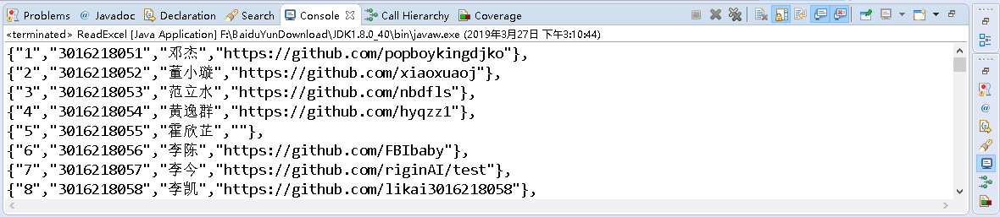 Problems @ Javadoc Declaration Search Console Call Hierarchy Coverage
<terminated> ReadExcel [Java Application] F:\BaiduYunDownload\JDK1.8.0_40\bin\javaw.exe (2019年3月27日 下午3:10:44)
{"1","3016218051","邓杰","https://github.com/popboykingdjko"},
{"2","3016218052","董小璇","https://github.com/xiaoxuaoj"},
{"3","3016218053","范立水","https://github.com/nbdfls"},
{"4","3016218054","黄逸群","https://github.com/hyqzz1"},
{"5","3016218055","霍欣芷",""},
{"6","3016218056","李陈","https://github.com/FBIbaby"},
{"7","3016218057","李今","https://github.com/riginAI/test"},
{"8","3016218058","李凯","https://github.com/likai3016218058"},